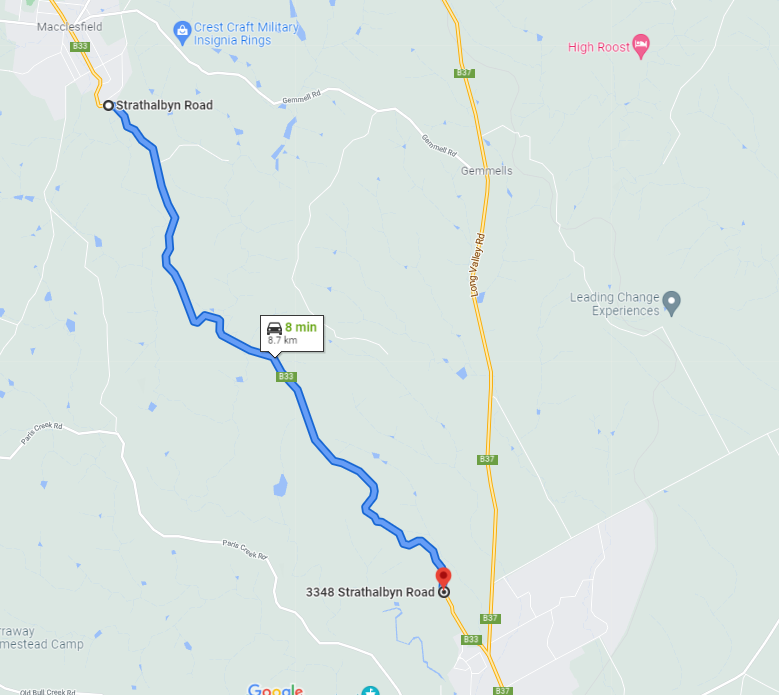 Macclesfield
Crest Craft Military
Insignia Rings
B33
High Roost
B37
Strathalbyn Road
Gemmell Rd
Gemmell Rd
Gemmells
Long Valley Rd
Leading Change
Experiences
8 min
8.7 km
B33
Paris Creek Rd
B37
Paris Creek Rd
3348 Strathalbyn Road
B37
rraway
mestead Camp
B33
Old Bull Creek Rd
Google
B37